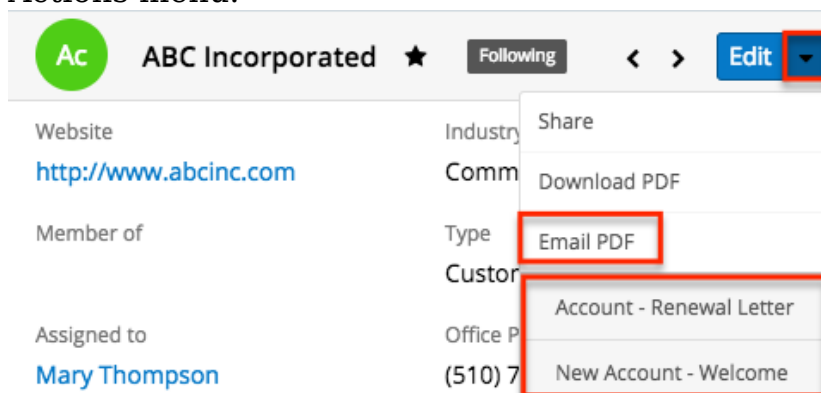 Actions menu.
Ac ABC Incorporated ★ Following < > Edit
Website Industry Share
http://www.abcinc.com Comm Download PDF
Member of Type Email PDF
Custo
Account - Renewal Letter
Assigned to Office P
Mary Thompson (510) 7 New Account - Welcome